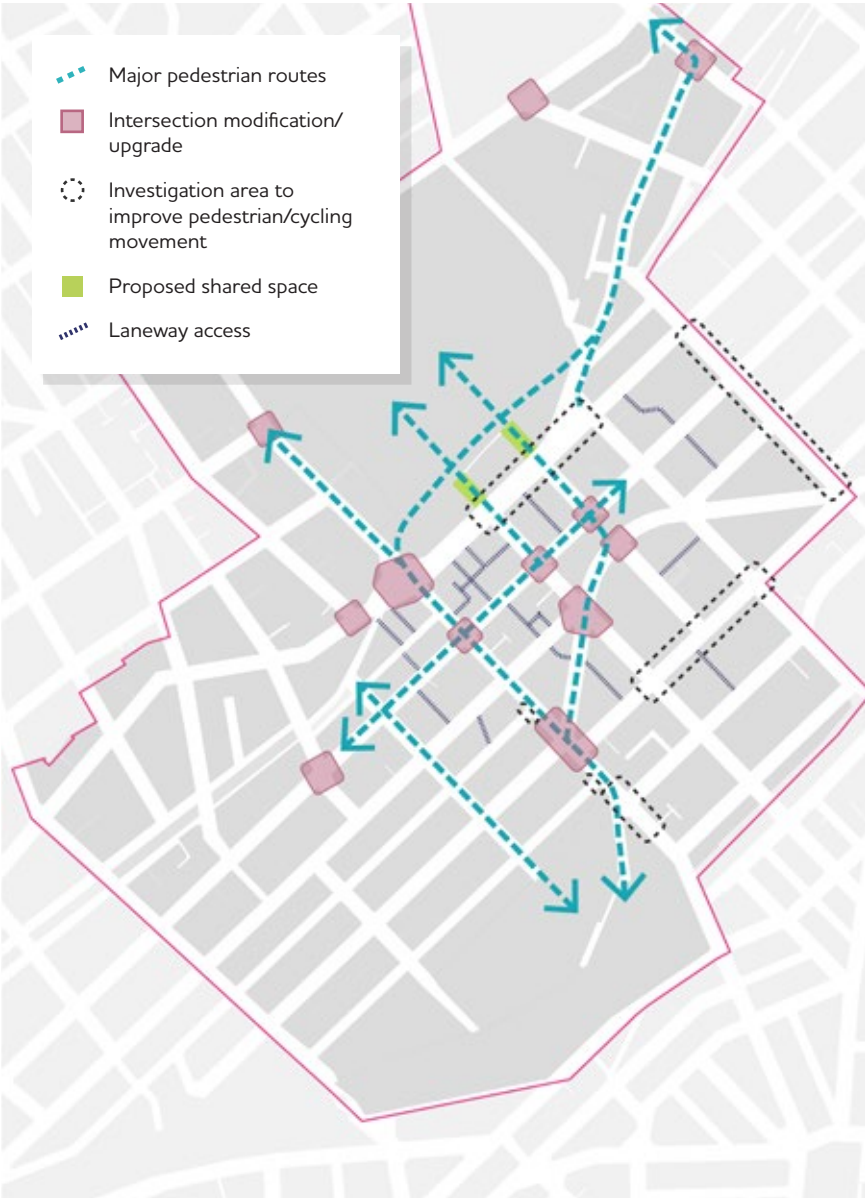 Major pedestrian routes
Intersection modification/
upgrade
Investigation area to
improve pedestrian/cycling
movement
Proposed shared space
Laneway access